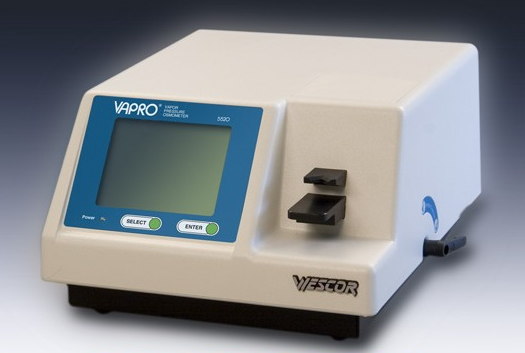 VAPRO®
VAPOR
PRESSURE
OSMOMETER
5520
Power
SELECT
ENTER
WESCOR